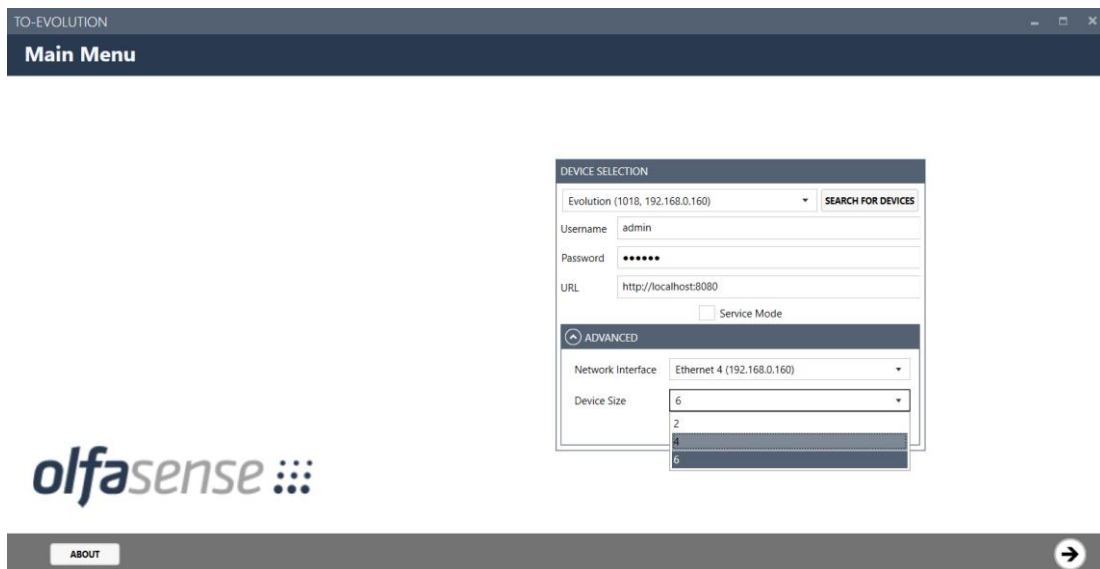 TO-EVOLUTION
Main Menu
DEVICE SELECTION
Evolution (1018, 192.168.0.160)
SEARCH FOR DEVICES
Username admin
Password ••••••
URL http://localhost:8080
Service Mode
ADVANCED
Network Interface Ethernet 4 (192.168.0.160)
Device Size 6
2
4
6
olfasense
ABOUT